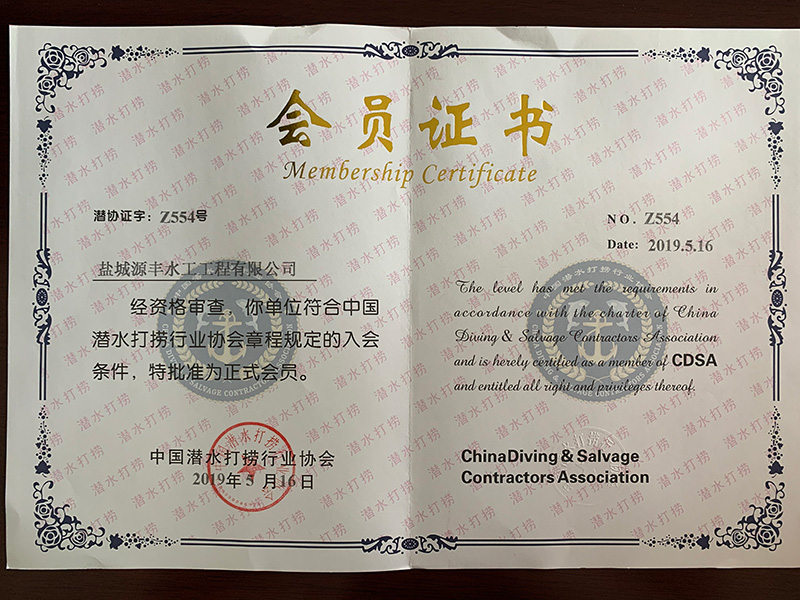 会员证书
Membership Certificate
潜协证字：Z554号
盐城源丰水工工程有限公司
经资格审查，你单位符合中国
潜水打捞行业协会章程规定的入会
条件，特批准为正式会员。
中国潜水打捞行业协会
2019年5月16日
NO. Z554
Date: 2019.5.16
The level has met the requirements in
accordance with the charter of China
Diving & Salvage Contractors Association
and is hereby certified as a member of CDSA
and entitled all right and privileges thereof.
ChinaDiving & Salvage
Contractors Association
潜水打捞